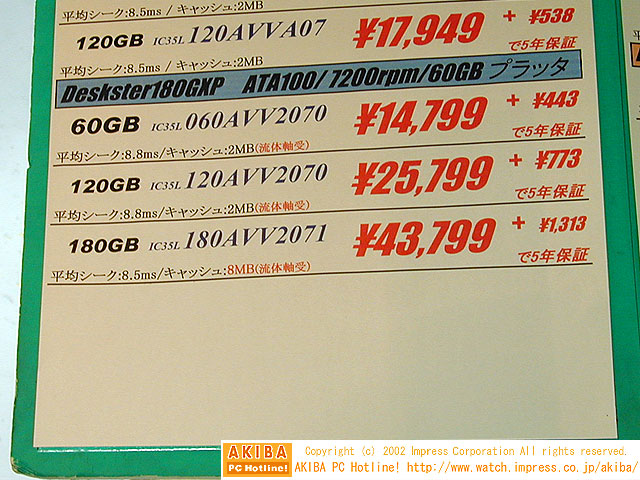 平均シーク:8.5ms / キャッシュ:2MB
120GB IC35L 120AVVA07 ¥17,949 + ¥538
で5年保証
平均シーク:8.5ms / キャッシュ:2MB
Deskster180GXP ATA100/7200rpm/60GB プラッタ
60GB IC35L 060AVV2070 ¥14,799 + ¥443
で5年保証
平均シーク:8.8ms/キャッシュ:2MB(流体軸受)
120GB IC35L 120AVV2070 ¥25,799 + ¥773
で5年保証
平均シーク:8.8ms/キャッシュ:2MB(流体軸受)
180GB IC35L 180AVV2071 ¥43,799 + ¥1,313
で5年保証
平均シーク:8.5ms/キャッシュ:8MB(流体軸受)
AKIBA PC Hotline!
Copyright (c) 2002 Impress Corporation All rights reserved.
AKIBA PC Hotline! http://www.watch.impress.co.jp/akiba/